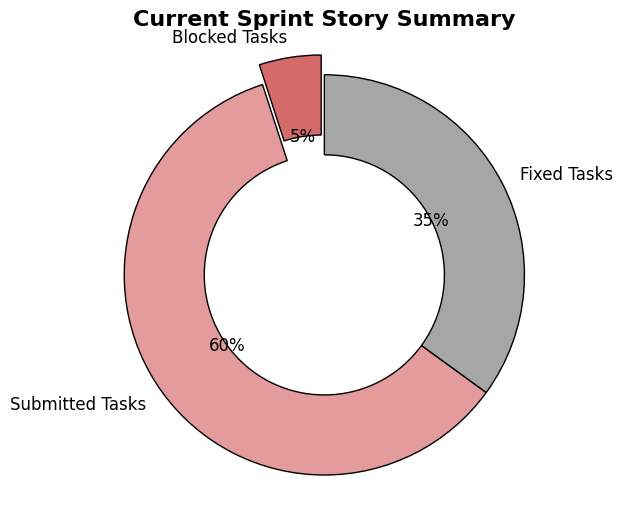 Current Sprint Story Summary
Blocked Tasks
5%
Fixed Tasks
35%
60%
Submitted Tasks